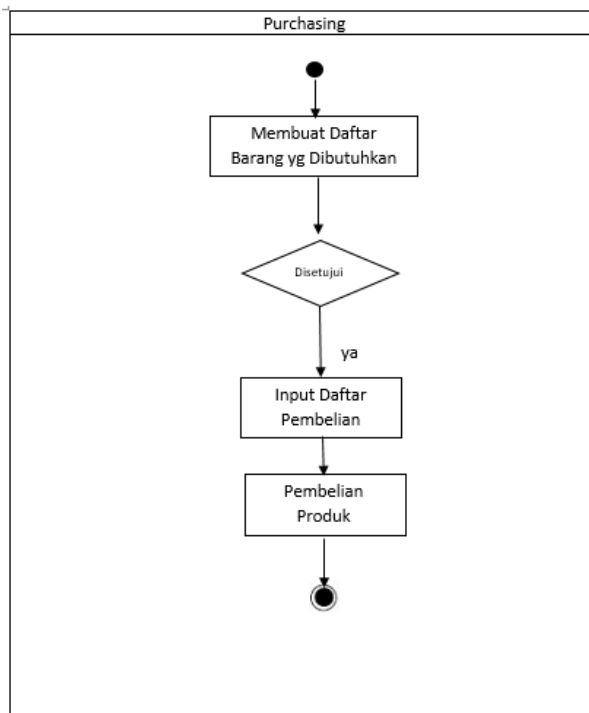 Purchasing
Membuat Daftar
Barang yg Dibutuhkan
Disetujui
ya
Input Daftar
Pembelian
Pembelian
Produk